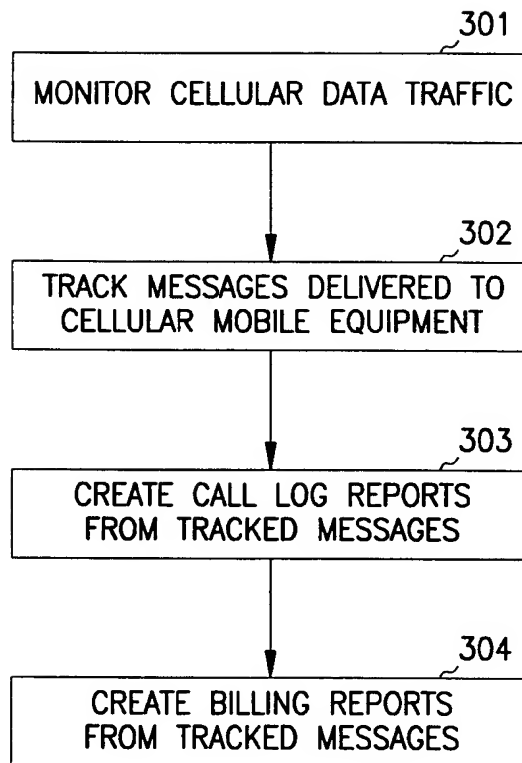 301
MONITOR CELLULAR DATA TRAFFIC
302
TRACK MESSAGES DELIVERED TO
CELLULAR MOBILE EQUIPMENT
303
CREATE CALL LOG REPORTS
FROM TRACKED MESSAGES
304
CREATE BILLING REPORTS
FROM TRACKED MESSAGES